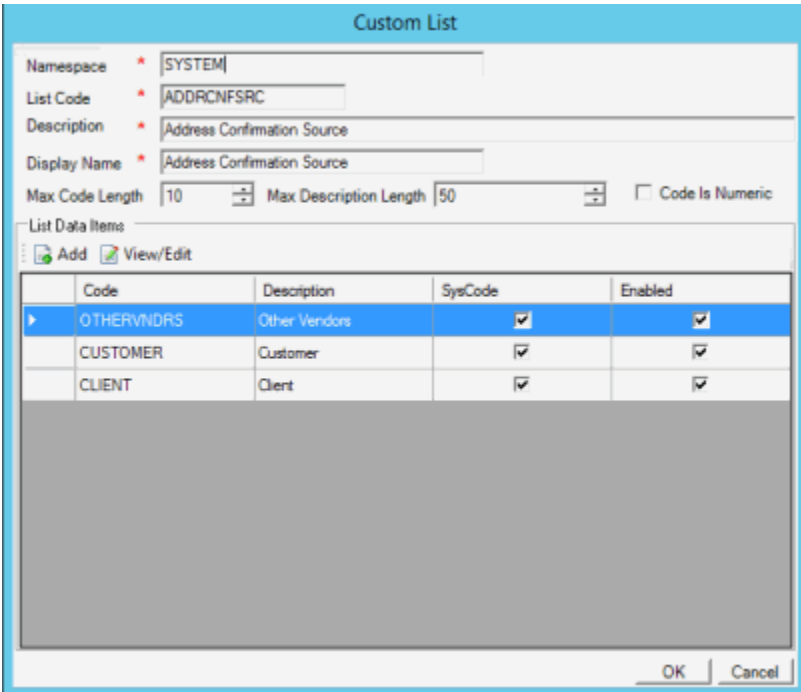 Custom List
Namespace * SYSTEM
List Code * ADDRCNFSRC
Description * Address Confirmation Source
Display Name * Address Confirmation Source
Max Code Length 10 Max Description Length 50 Code Is Numeric
List Data Items
Add View/Edit
Code Description SysCode Enabled
OTHERVNDRS Other Vendors
CUSTOMER Customer
CLIENT Client
OK Cancel